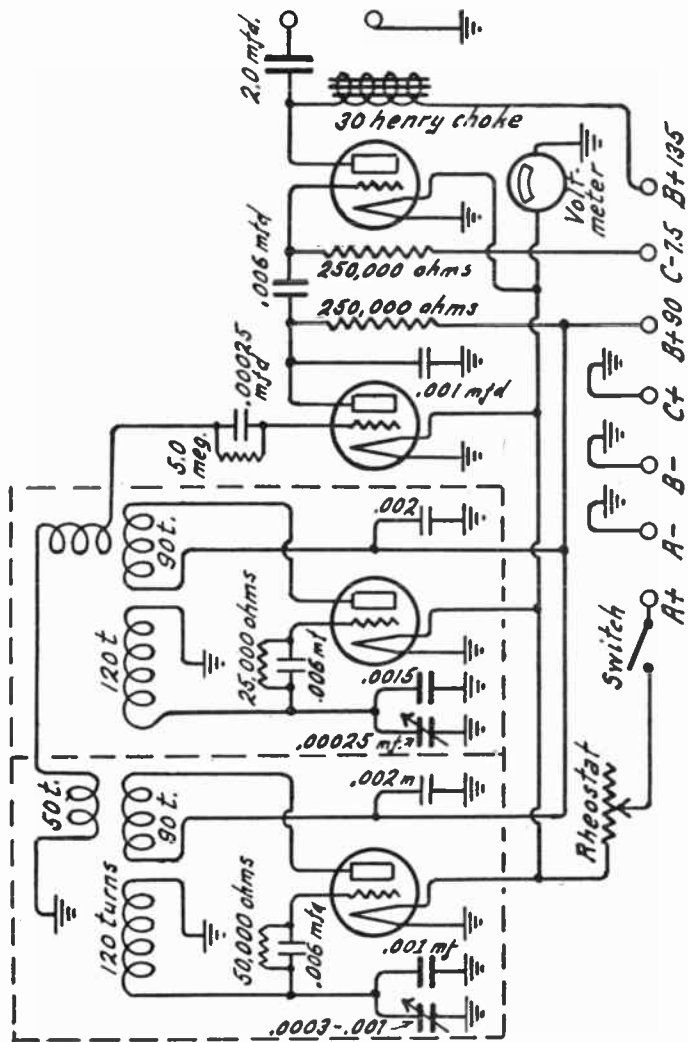 2.0 mfd.
30 henry choke
.006 mfd
250,000 ohms
250,000 ohms
Volt-
meter
.00025
mfd
5.0
meg.
.001 mfd
90 t.
.002
120 t
25,000 ohms
.006 mf
.0015
.00025 mf.
50 t.
90 t.
.002 m
120 turns
50,000 ohms
.006 mfd
.001 mf
.0003-.001
Rheostat
Switch
A+
A-
B-
C+
B+90
C-7.5
B+135